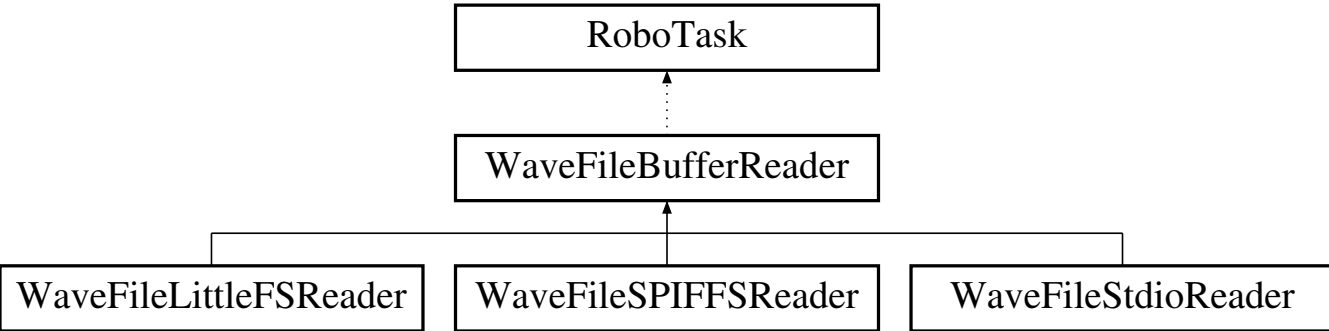 RoboTask
WaveFileBufferReader
WaveFileLittleFSReader WaveFileSPIFFSReader WaveFileStdioReader